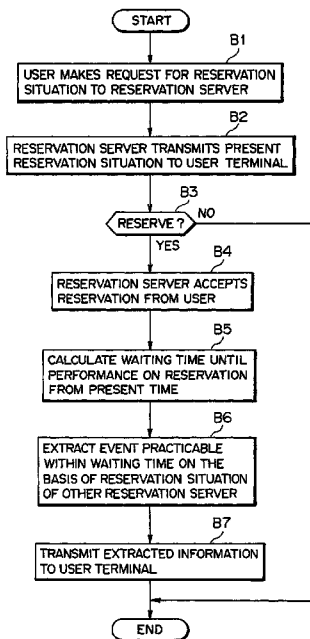 START
B1
USER MAKES REQUEST FOR RESERVATION
SITUATION TO RESERVATION SERVER
B2
RESERVATION SERVER TRANSMITS PRESENT
RESERVATION SITUATION TO USER TERMINAL
B3
RESERVE ?
NO
YES
B4
RESERVATION SERVER ACCEPTS
RESERVATION FROM USER
B5
CALCULATE WAITING TIME UNTIL
PERFORMANCE ON RESERVATION
FROM PRESENT TIME
B6
EXTRACT EVENT PRACTICABLE
WITHIN WAITING TIME ON THE
BASIS OF RESERVATION SITUATION
OF OTHER RESERVATION SERVER
B7
TRANSMIT EXTRACTED INFORMATION
TO USER TERMINAL
END